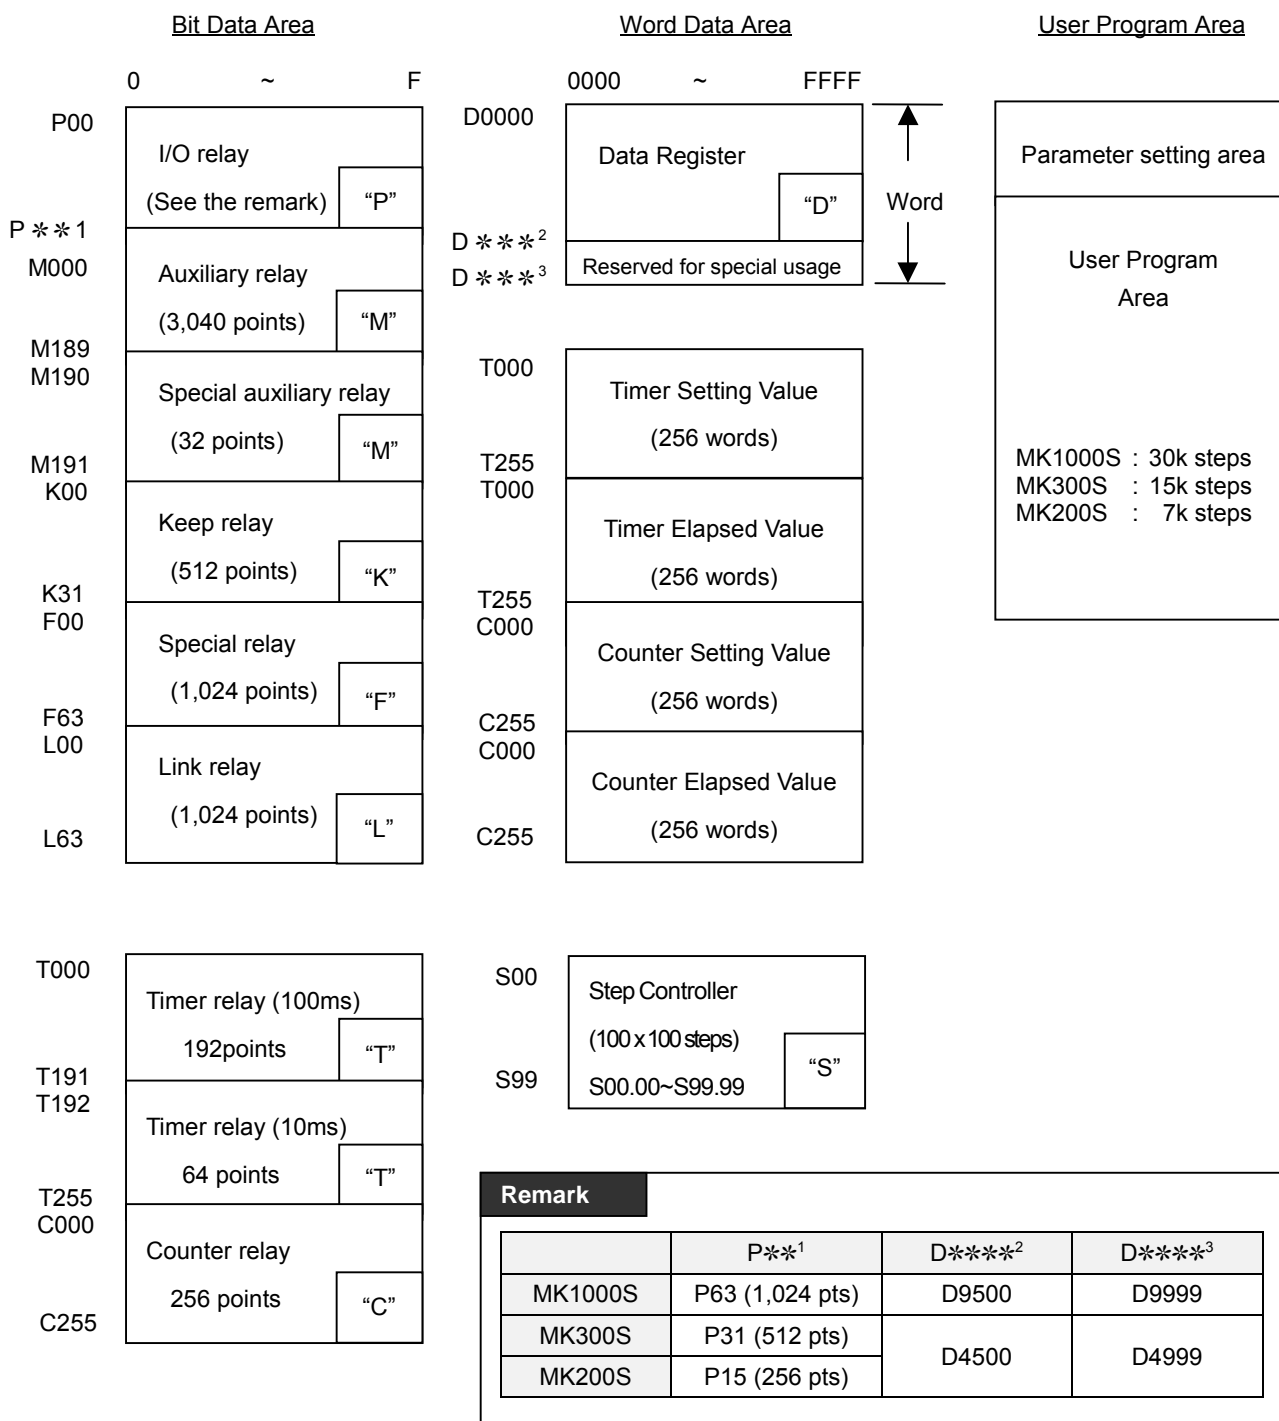 Bit Data Area
Word Data Area
User Program Area
0 ~ F
0000 ~ FFFF
P00
I/O relay
(See the remark)
“P”
P✼✼1
M000
Auxiliary relay
(3,040 points)
“M”
M189
M190
Special auxiliary relay
(32 points)
“M”
M191
K00
Keep relay
(512 points)
“K”
K31
F00
Special relay
(1,024 points)
“F”
F63
L00
Link relay
(1,024 points)
“L”
L63
D0000
Data Register
“D”
Word
D✼✼✼2
D✼✼✼3
Reserved for special usage
T000
Timer Setting Value
(256 words)
T255
T000
Timer Elapsed Value
(256 words)
T255
C000
Counter Setting Value
(256 words)
C255
C000
Counter Elapsed Value
(256 words)
C255
Parameter setting area
User Program
Area
MK1000S : 30k steps
MK300S : 15k steps
MK200S : 7k steps
T000
Timer relay (100ms)
192points
“T”
T191
T192
Timer relay (10ms)
64 points
“T”
T255
C000
Counter relay
256 points
“C”
C255
S00
Step Controller
(100 x 100 steps)
S00.00~S99.99
“S”
S99
Remark
P✼✼1 D✼✼✼✼2 D✼✼✼✼3
MK1000S P63 (1,024 pts) D9500 D9999
MK300S P31 (512 pts) D4500 D4999
MK200S P15 (256 pts)